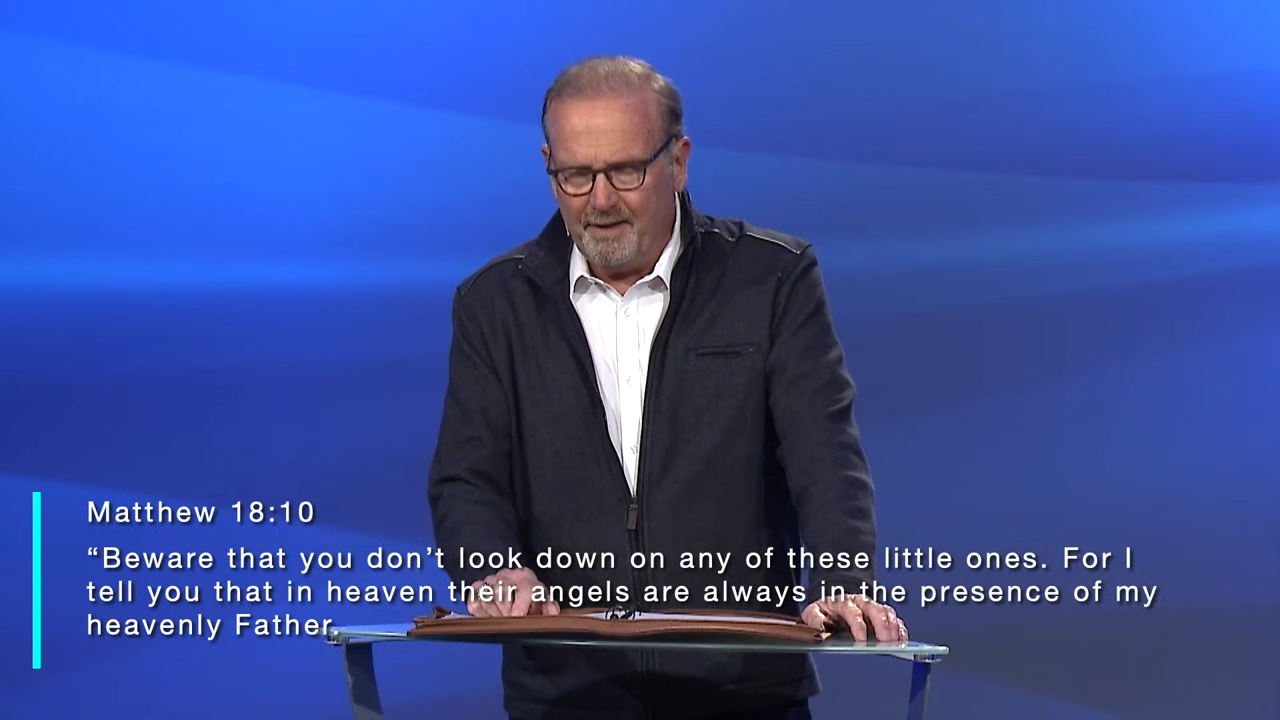 Matthew 18:10
“Beware that you don’t look down on any of these little ones. For I
tell you that in heaven their angels are always in the presence of my
heavenly Father.